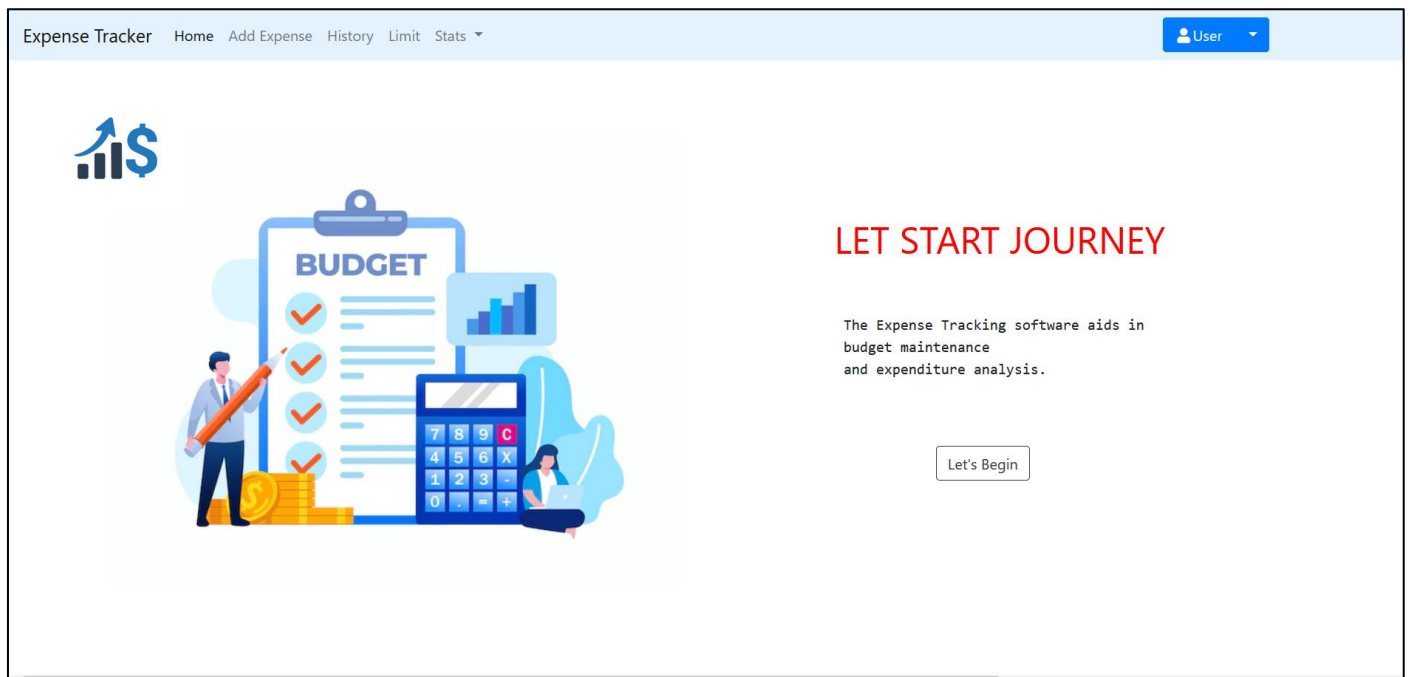 Expense Tracker Home Add Expense History Limit Stats User
$
BUDGET
LET START JOURNEY
The Expense Tracking software aids in
budget maintenance
and expenditure analysis.
7 8 9 C
4 5 6 X
1 2 3 -
0 . = +
Let's Begin